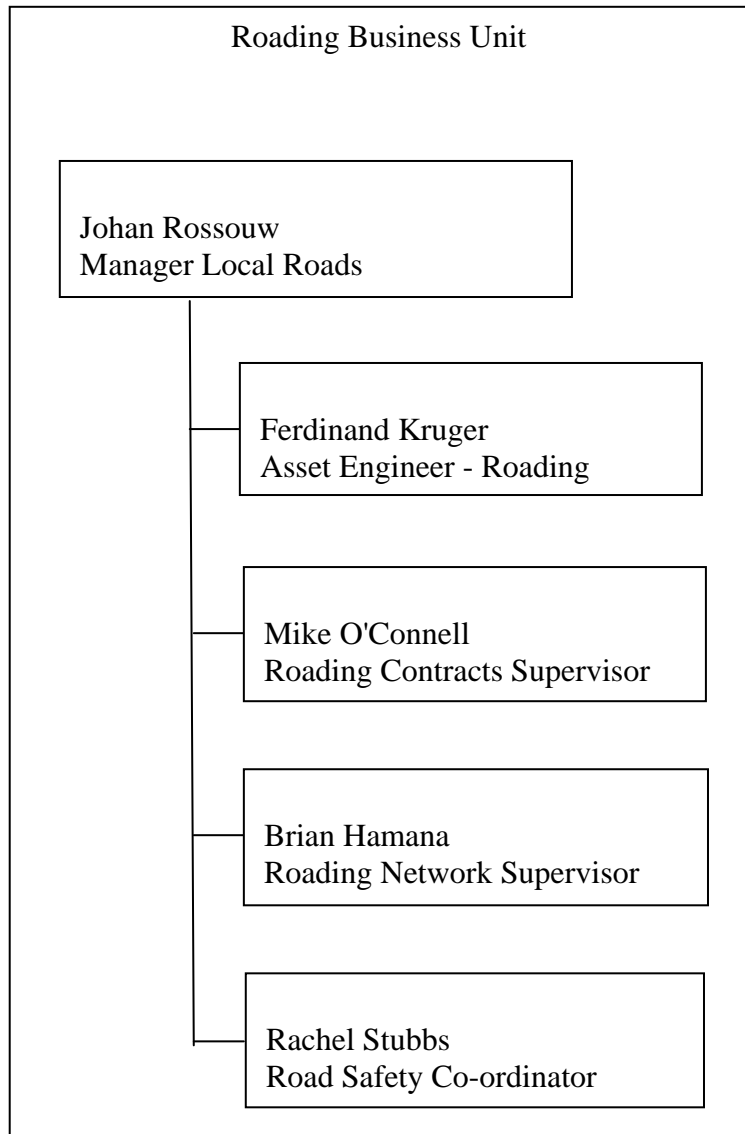 Roading Business Unit
Johan Rossouw
Manager Local Roads
Ferdinand Kruger
Asset Engineer - Roading
Mike O'Connell
Roading Contracts Supervisor
Brian Hamana
Roading Network Supervisor
Rachel Stubbs
Road Safety Co-ordinator